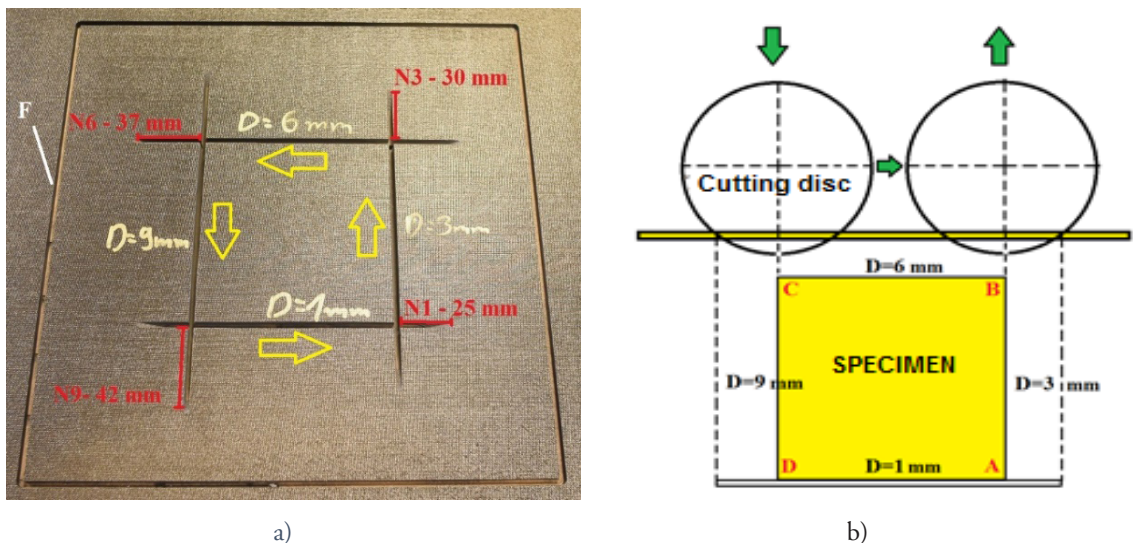 N3 - 30 mm
F
N6 - 37 mm
D= 6 mm
D=9mm
D=3mm
D=1mm
N1 - 25 mm
N9- 42 mm
a)
Cutting disc
D=6 mm
C
B
SPECIMEN
D=9 mm
D=3 mm
D
A
D=1 mm
b)